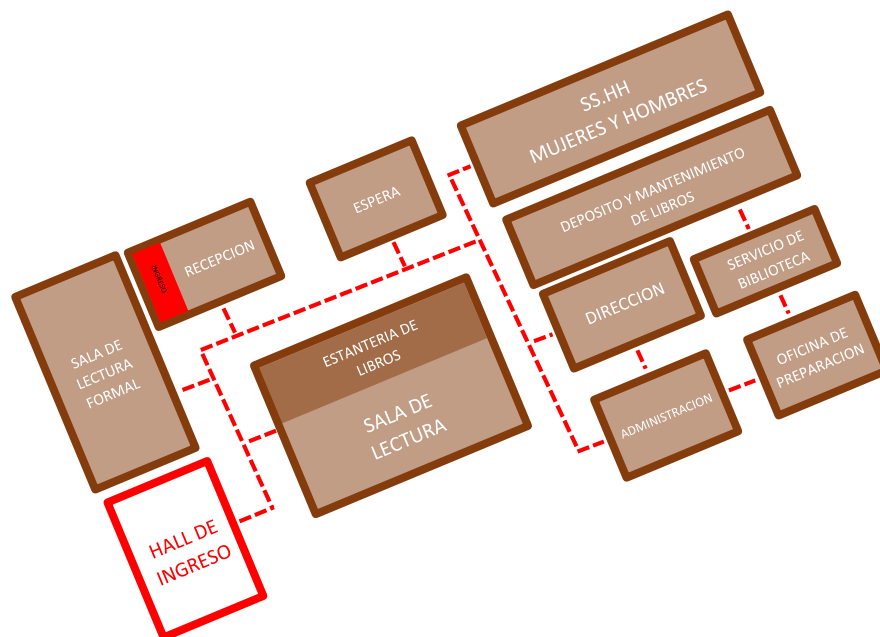 SS.HH
MUJERES Y HOMBRES
DEPOSITO Y MANTENIMIENTO
DE LIBROS
ESPERA
INGRESO
RECEPCION
SERVICIO DE
BIBLIOTECA
DIRECCION
ESTANTERIA DE
LIBROS
SALA DE
LECTURA
SALA DE
LECTURA
FORMAL
OFICINA DE
PREPARACION
ADMINISTRACION
HALL DE
INGRESO